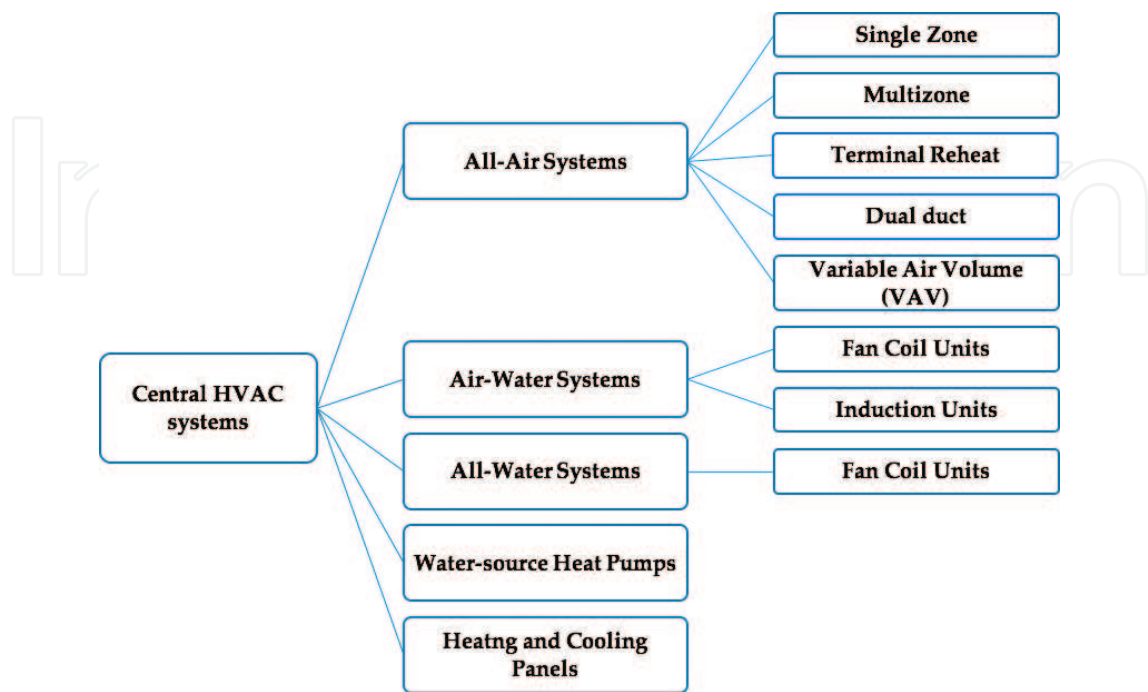 Single Zone
Multizone
All-Air Systems
Terminal Reheat
Dual duct
Variable Air Volume
(VAV)
Central HVAC
systems
Air-Water Systems
Fan Coil Units
Induction Units
All-Water Systems
Fan Coil Units
Water-source Heat Pumps
Heatng and Cooling
Panels